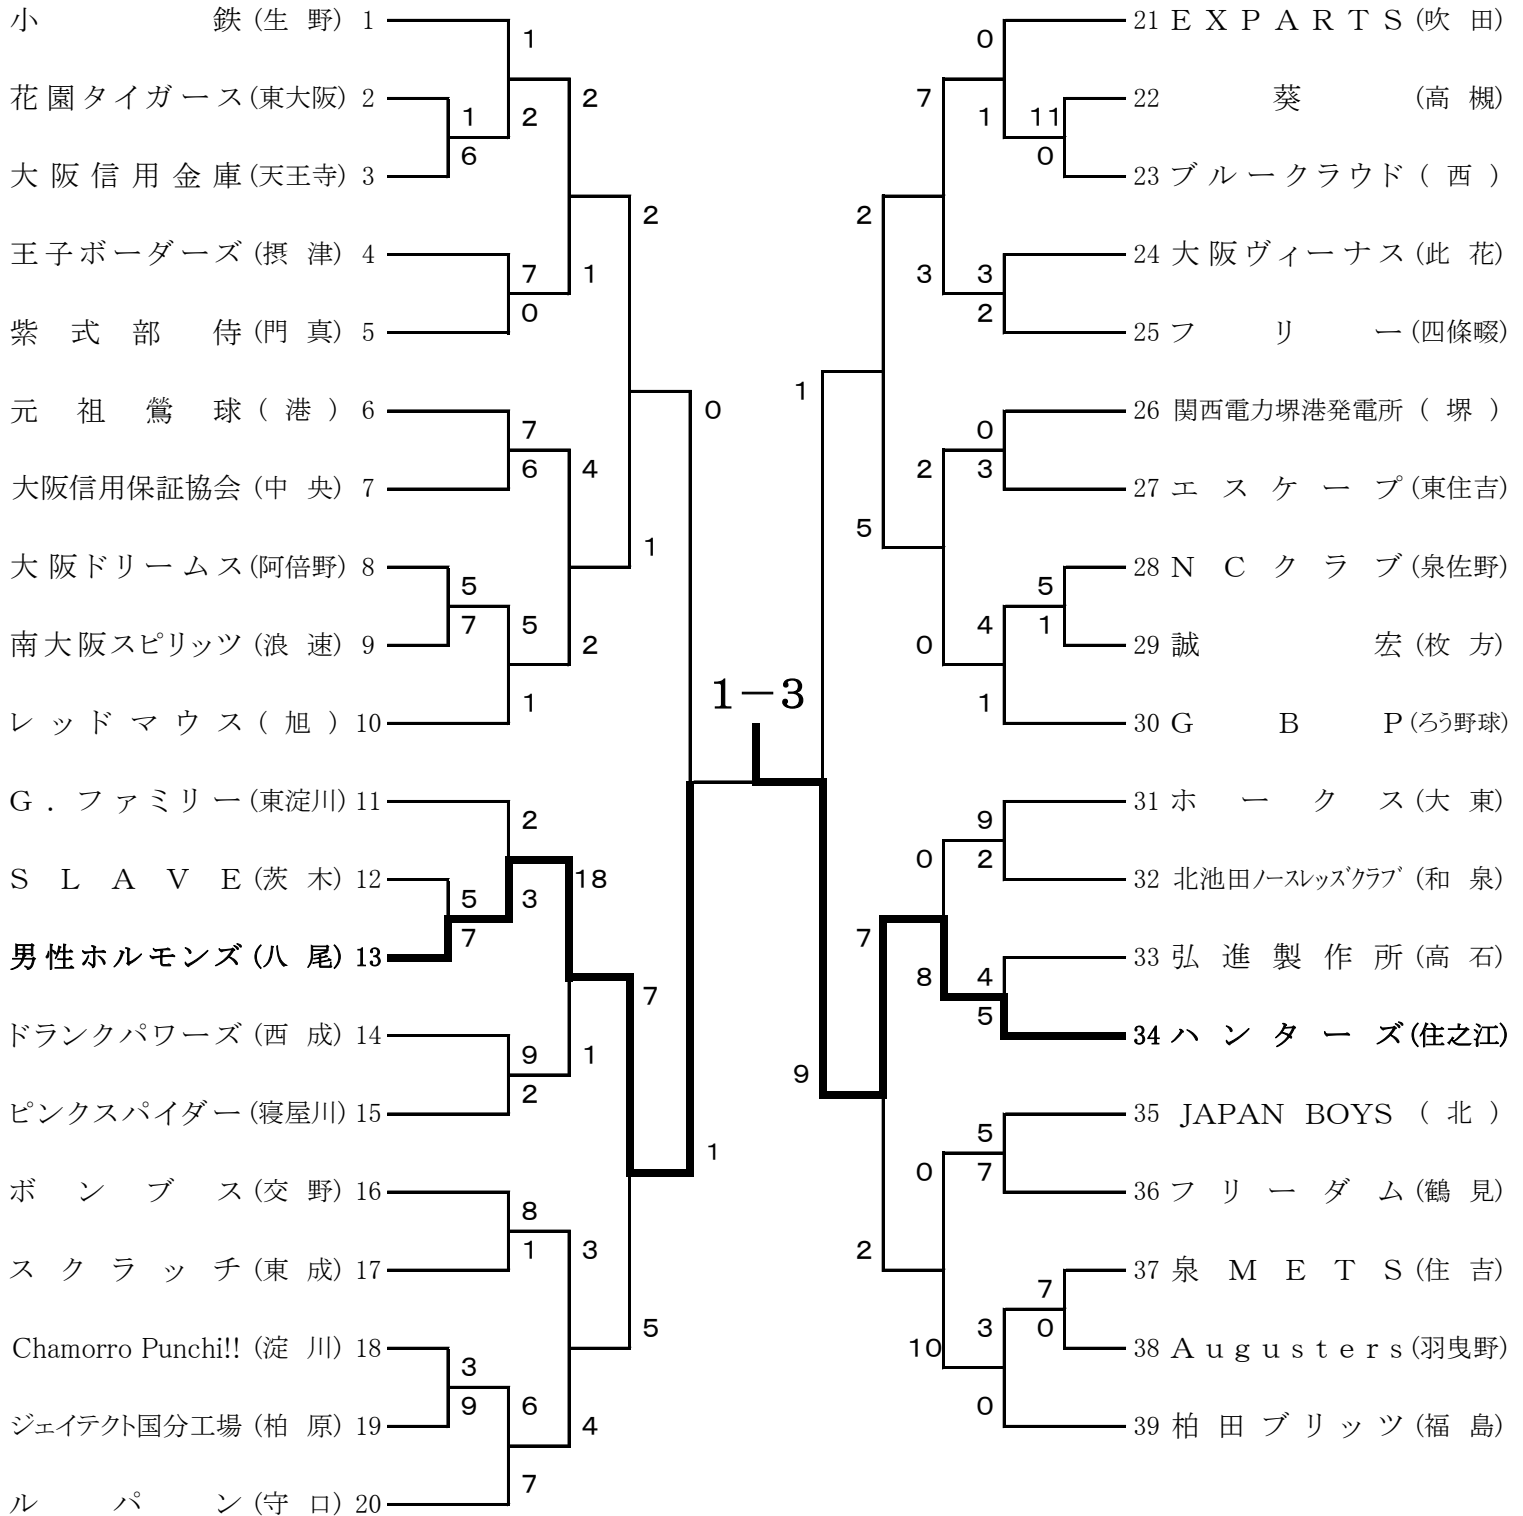 小鉄 (生野) 1
花園タイガース (東大阪) 2
大阪信用金庫 (天王寺) 3
王子ボーダーズ (摂津) 4
紫式部侍 (門真) 5
元祖鶯球 (港) 6
大阪信用保証協会 (中央) 7
大阪ドリームス (阿倍野) 8
南大阪スピリッツ (浪速) 9
レッドマウス (旭) 10
G.ファミリー (東淀川) 11
SLAVE (茨木) 12
男性ホルモンズ (八尾) 13
ドランクパワーズ (西成) 14
ピンクスパイダー (寝屋川) 15
ボンブス (交野) 16
スクラッチ (東成) 17
Chamorro Punchi!! (淀川) 18
ジェイテクト国分工場 (柏原) 19
ルパン (守口) 20
1
6
5
7
5
7
3
9
1
2
7
0
7
6
5
1
2
3
9
2
8
1
6
7
2
1
4
2
18
1
3
4
2
1
7
5
0
1
1－3
1
9
2
5
7
2
7
3
2
0
0
8
0
10
0
1
3
2
0
3
4
1
9
2
4
5
5
7
3
0
11
0
5
1
7
0
21 EXPARTS (吹田)
22 葵 (高槻)
23 ブルークラウド (西)
24 大阪ヴィーナス (此花)
25 フリー (四條畷)
26 関西電力堺港発電所 (堺)
27 エスケープ (東住吉)
28 NCクラブ (泉佐野)
29 誠宏 (枚方)
30 GBP (ろう野球)
31 ホークス (大東)
32 北池田ﾉｰｽﾚｯｽﾞｸﾗﾌﾞ (和泉)
33 弘進製作所 (高石)
34 ハンターズ (住之江)
35 JAPAN BOYS (北)
36 フリーダム (鶴見)
37 泉METS (住吉)
38 Augusters (羽曳野)
39 柏田ブリッツ (福島)